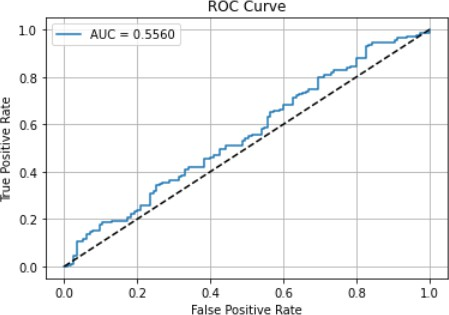 ROC Curve
AUC = 0.5560
True Positive Rate
1.0
0.8
0.6
0.4
0.2
0.0
0.0 0.2 0.4 0.6 0.8 1.0
False Positive Rate